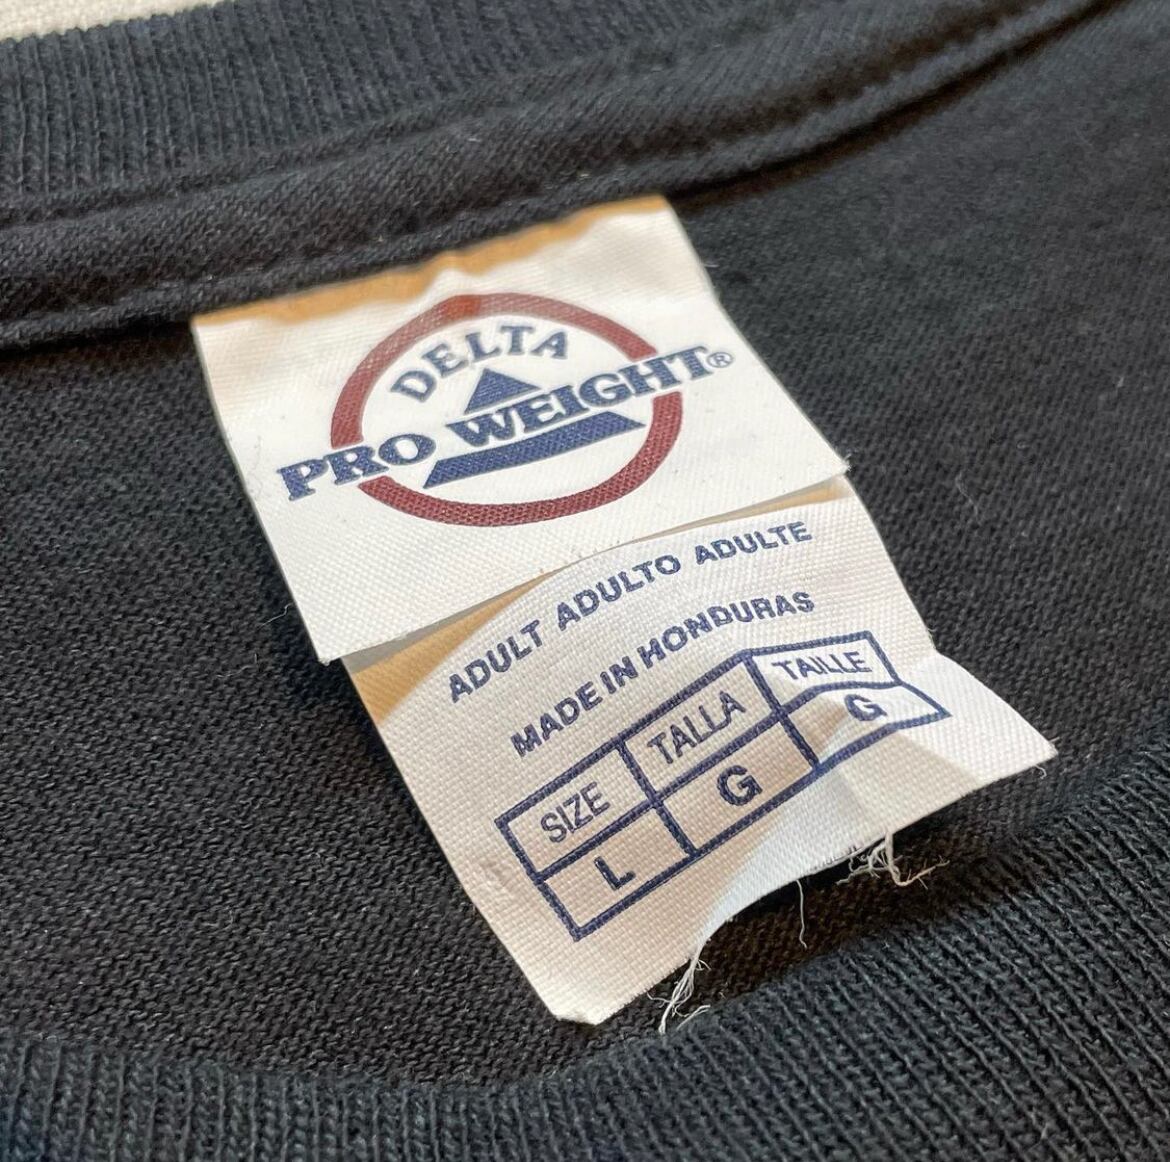 DELTA
PRO WEIGHT®
ADULT ADULTO ADULTE
MADE IN HONDURAS
SIZE TALLA TAILLE
L G G